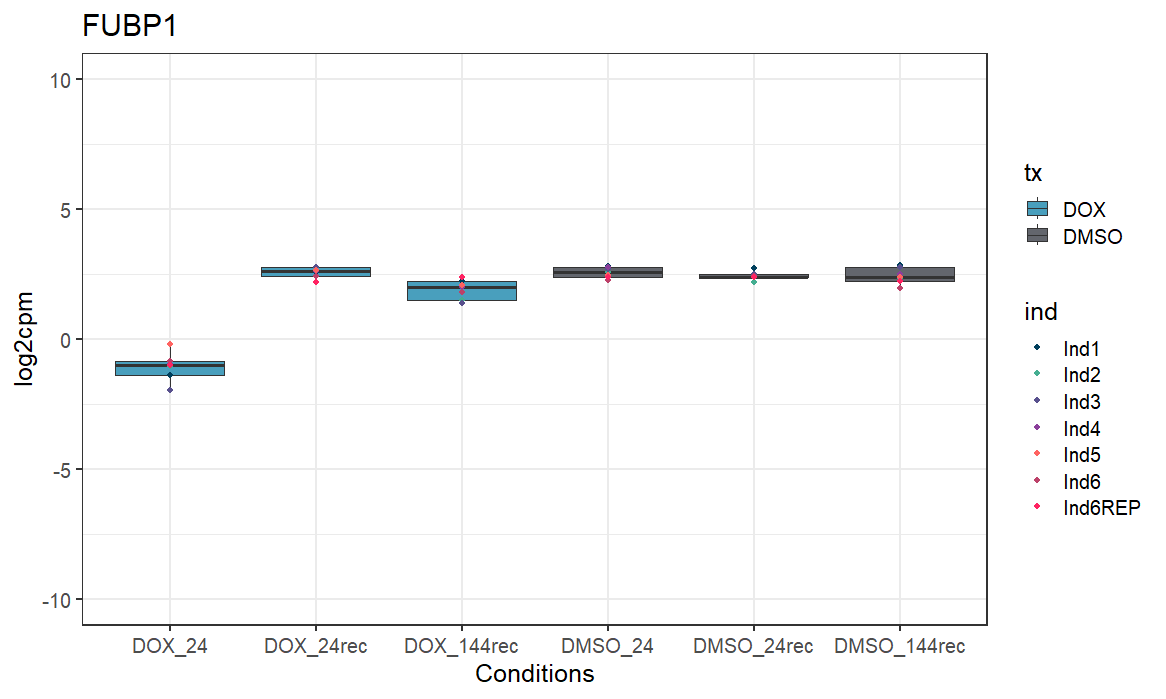 FUBP1
log2cpm
10
5
0
-5
-10
DOX_24
DOX_24rec
DOX_144rec
DMSO_24
DMSO_24rec
DMSO_144rec
Conditions
tx
DOX
DMSO
ind
Ind1
Ind2
Ind3
Ind4
Ind5
Ind6
Ind6REP